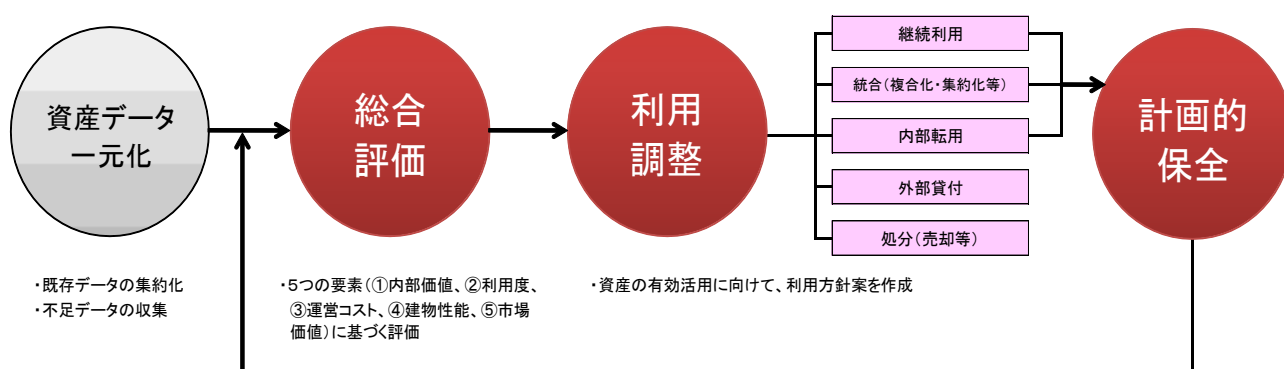 資産データ
一元化
総合
評価
利用
調整
継続利用
統合(複合化・集約化等)
内部転用
外部貸付
処分(売却等)
計画的
保全
・既存データの集約化
・不足データの収集
・5つの要素(①内部価値、②利用度、
③運営コスト、④建物性能、⑤市場
価値)に基づく評価
・資産の有効活用に向けて、利用方針案を作成